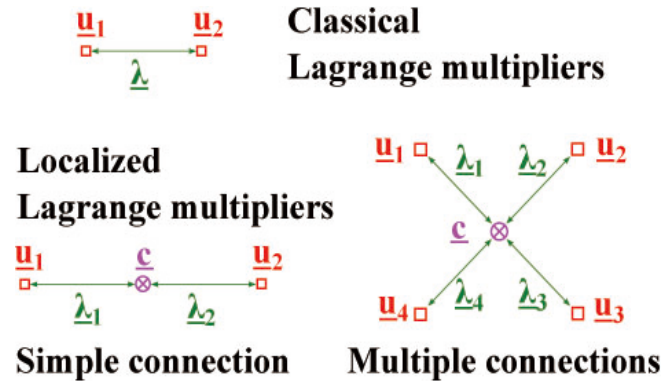 u₁ u₂
λ
Classical
Lagrange multipliers
Localized
Lagrange multipliers
u₁ c u₂
λ₁ λ₂
Simple connection
u₁ λ₁ λ₂ u₂
c
u₄ λ₄ λ₃ u₃
Multiple connections